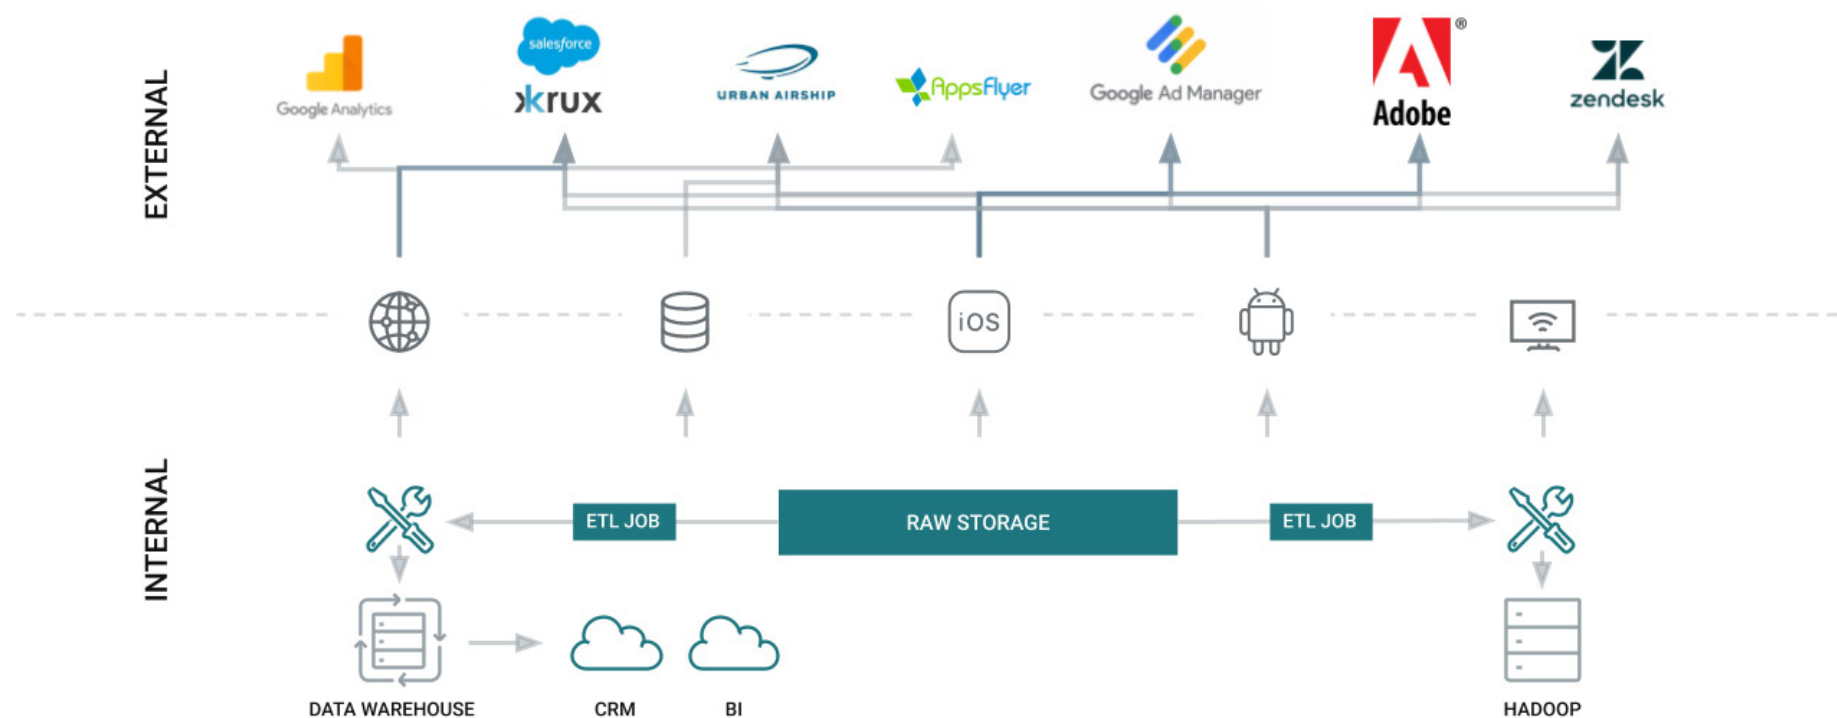 EXTERNAL
Google Analytics
salesforce
krux
URBAN AIRSHIP
AppsFlyer
Google Ad Manager
®
Adobe
zendesk
iOS
INTERNAL
ETL JOB
RAW STORAGE
ETL JOB
DATA WAREHOUSE
CRM
BI
HADOOP